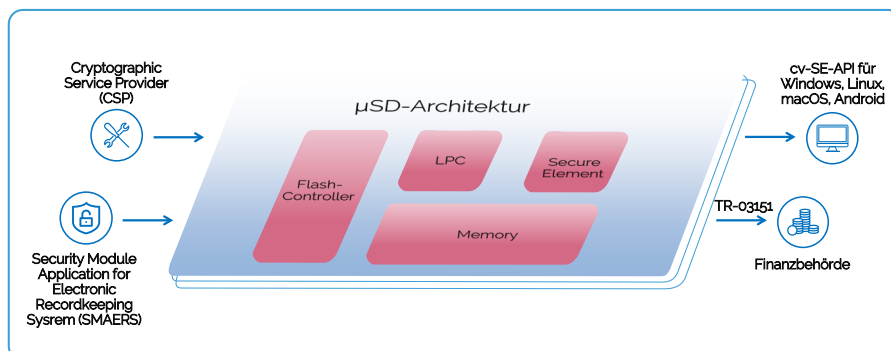 Cryptographic
Service Provider
(CSP)
Security Module
Application for
Electronic
Recordkeeping
Sysrem (SMAERS)
µSD-Architektur
Flash-
Controller
LPC
Secure
Element
Memory
cv-SE-API für
Windows, Linux,
macOS, Android
TR-03151
Finanzbehörde